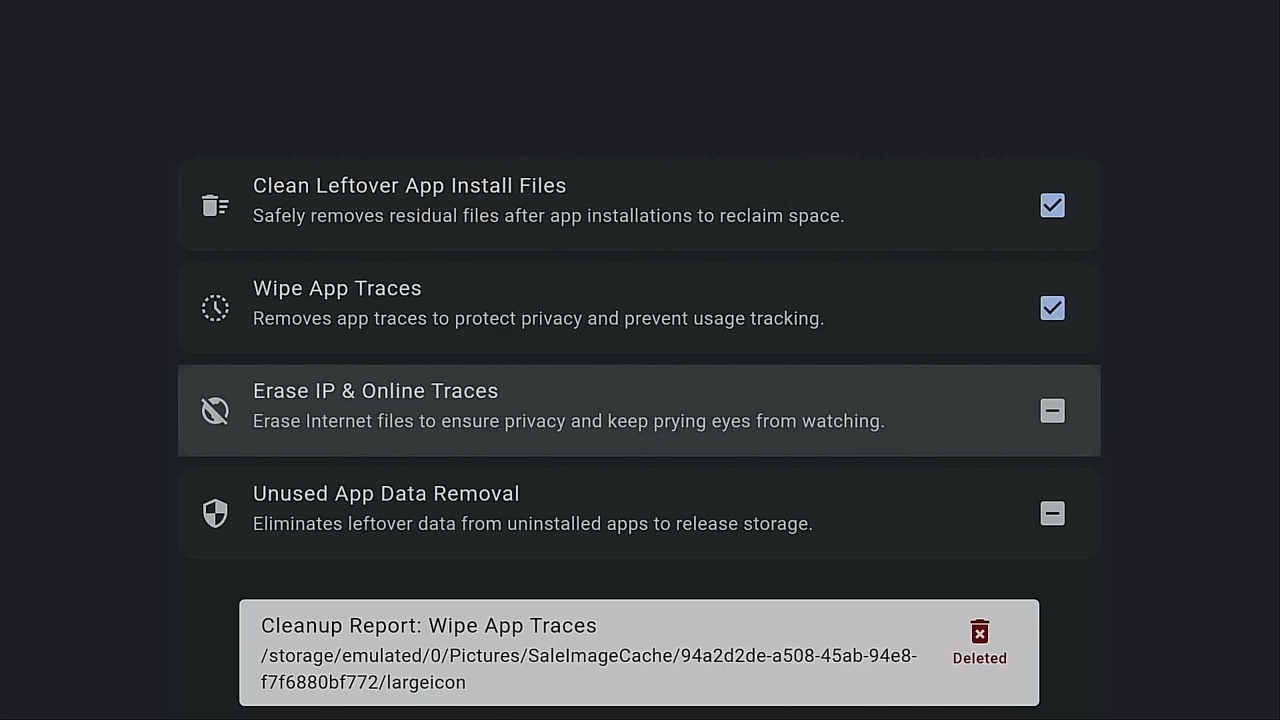 Clean Leftover App Install Files
Safely removes residual files after app installations to reclaim space.
Wipe App Traces
Removes app traces to protect privacy and prevent usage tracking.
Erase IP & Online Traces
Erase Internet files to ensure privacy and keep prying eyes from watching.
Unused App Data Removal
Eliminates leftover data from uninstalled apps to release storage.
Cleanup Report: Wipe App Traces
/storage/emulated/0/Pictures/SaleImageCache/94a2d2de-a508-45ab-94e8-
f7f6880bf772/largeicon
Deleted